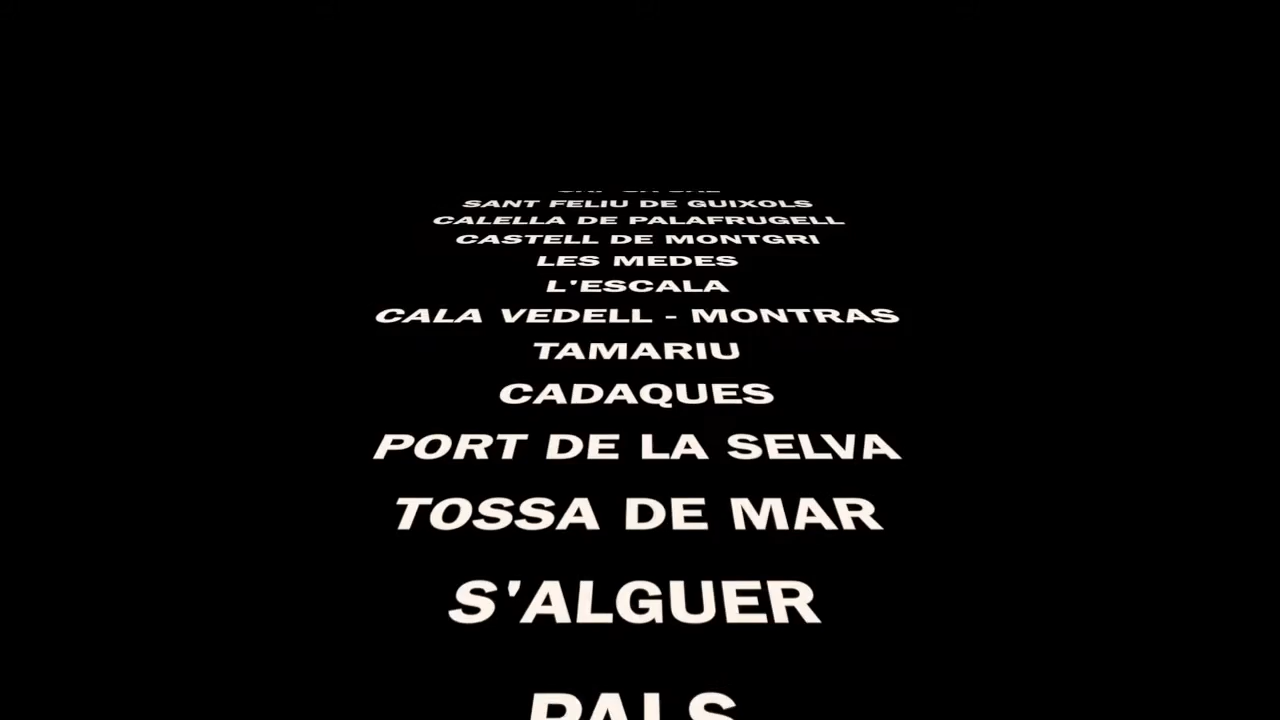 SANT FELIU DE GUIXOLS
CALELLA DE PALAFRUGELL
CASTELL DE MONTGRI
LES MEDES
L'ESCALA
CALA VEDELL - MONTRAS
TAMARIU
CADAQUES
PORT DE LA SELVA
TOSSA DE MAR
S'ALGUER
PALS